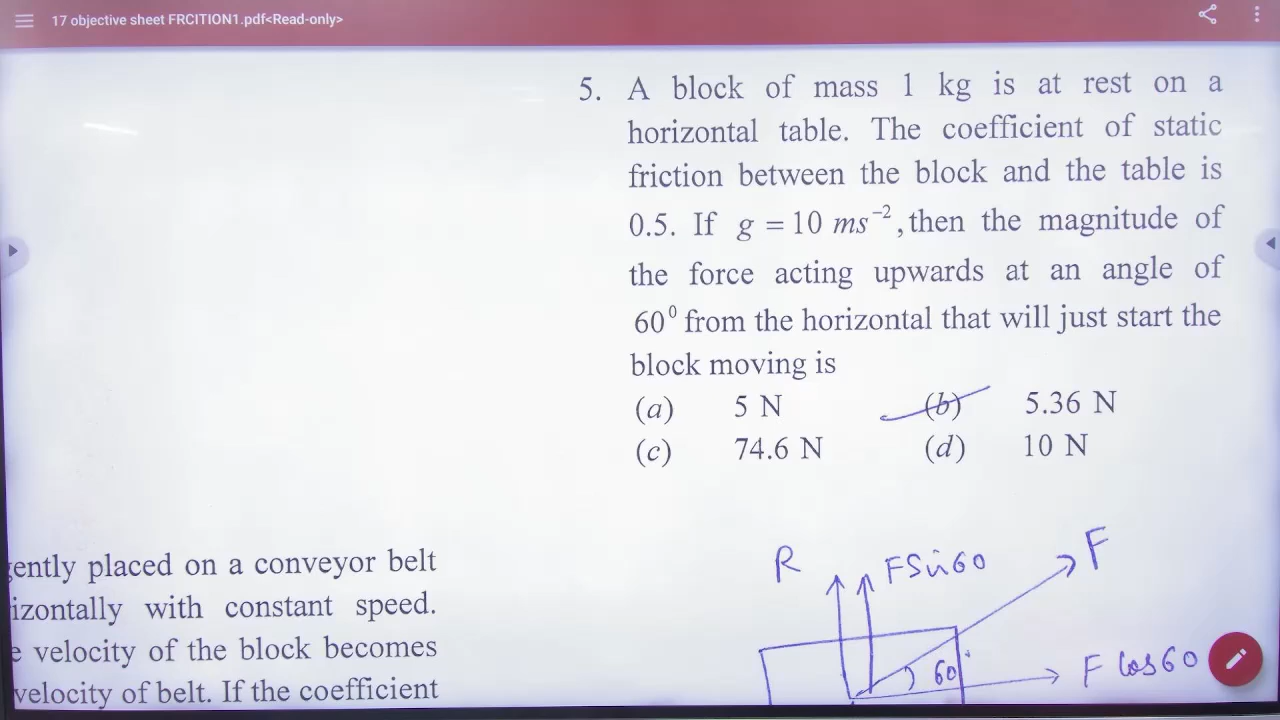 17 objective sheet FRCITION1.pdf<Read-only>
5. A block of mass 1 kg is at rest on a
horizontal table. The coefficient of static
friction between the block and the table is
0.5. If g = 10 ms⁻², then the magnitude of
the force acting upwards at an angle of
60⁰ from the horizontal that will just start the
block moving is
(a) 5 N (b) 5.36 N
(c) 74.6 N (d) 10 N
gently placed on a conveyor belt
izontally with constant speed.
e velocity of the block becomes
velocity of belt. If the coefficient
R
FSin60
F
60°
F Cos60